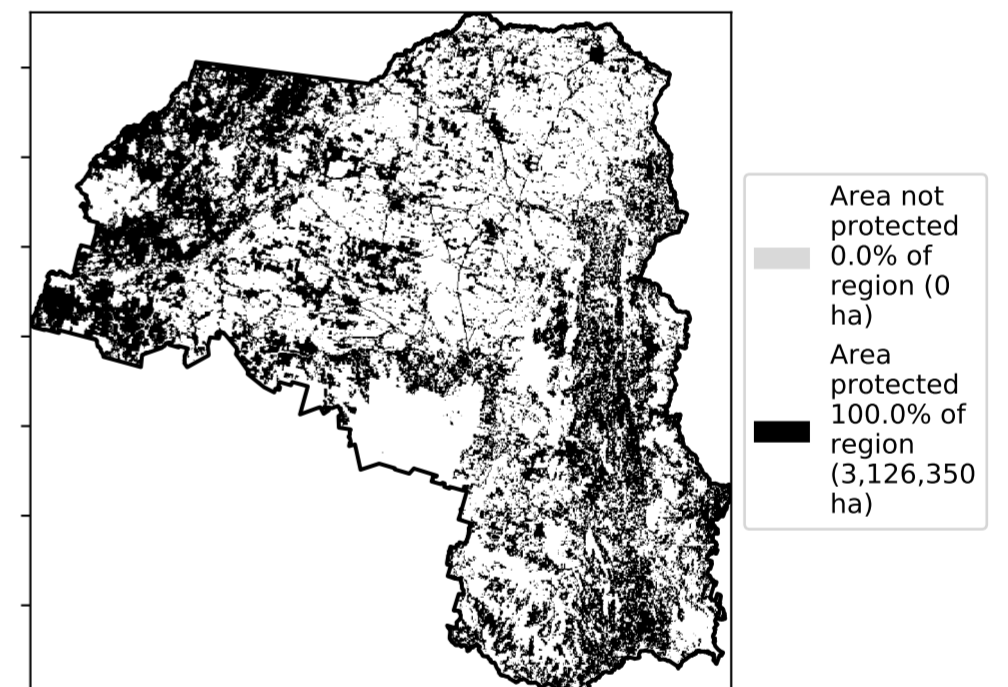 Area not
protected
0.0% of
region (0
ha)
Area
protected
100.0% of
region
(3,126,350
ha)